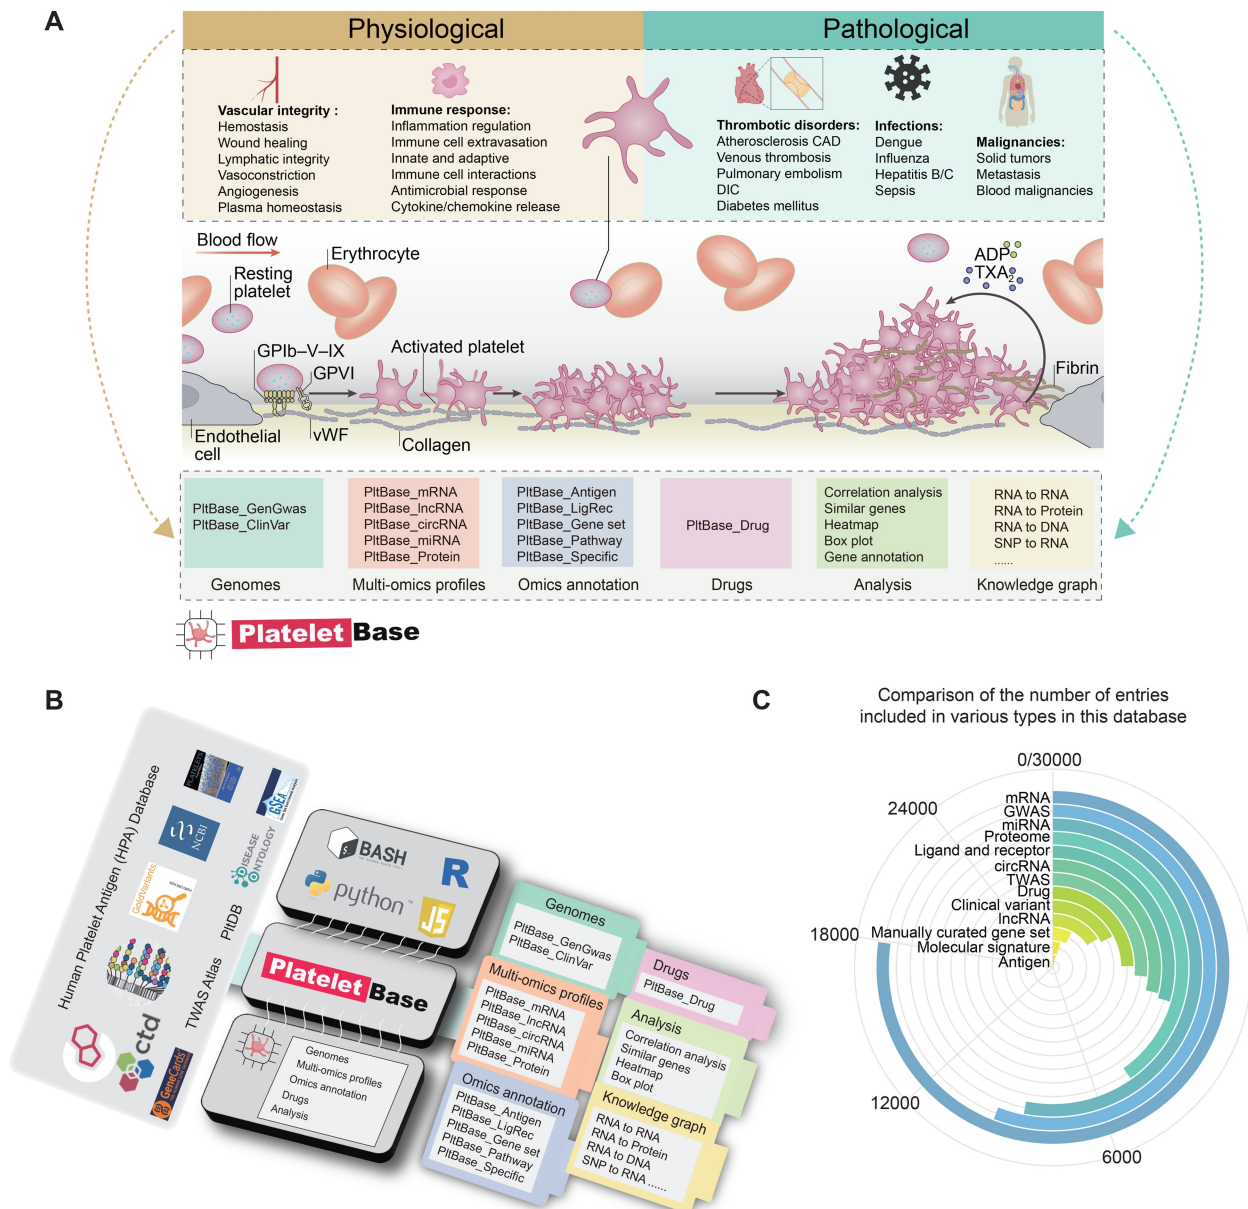 A
Physiological
Pathological
Vascular integrity :
Hemostasis
Wound healing
Lymphatic integrity
Vasoconstriction
Angiogenesis
Plasma homeostasis
Immune response:
Inflammation regulation
Immune cell extravasation
Innate and adaptive
Immune cell interactions
Antimicrobial response
Cytokine/chemokine release
Thrombotic disorders:
Atherosclerosis CAD
Venous thrombosis
Pulmonary embolism
DIC
Diabetes mellitus
Infections:
Dengue
Influenza
Hepatitis B/C
Sepsis
Malignancies:
Solid tumors
Metastasis
Blood malignancies
Blood flow
Resting
platelet
Erythrocyte
ADP
TXA2
GPIb–V–IX
GPVI
Activated platelet
Fibrin
Endothelial
cell
vWF
Collagen
PltBase_GenGwas
PltBase_ClinVar
Genomes
PltBase_mRNA
PltBase_lncRNA
PltBase_circRNA
PltBase_miRNA
PltBase_Protein
Multi-omics profiles
PltBase_Antigen
PltBase_LigRec
PltBase_Gene set
PltBase_Pathway
PltBase_Specific
Omics annotation
PltBase_Drug
Drugs
Correlation analysis
Similar genes
Heatmap
Box plot
Gene annotation
Analysis
RNA to RNA
RNA to Protein
RNA to DNA
SNP to RNA
......
Knowledge graph
Platelet Base
B
Human Platelet Antigen (HPA) Database
PLATELETS
GSEA
NCBI
DISEASE
ONTOLOGY
GoldVariants
PltDB
TWAS Atlas
ctd
GeneCards
BASH
R
python
JS
Platelet Base
Genomes
Multi-omics profiles
Omics annotation
Drugs
Analysis
Genomes
PltBase_GenGwas
PltBase_ClinVar
Multi-omics profiles
PltBase_mRNA
PltBase_lncRNA
PltBase_circRNA
PltBase_miRNA
PltBase_Protein
Omics annotation
PltBase_Antigen
PltBase_LigRec
PltBase_Gene set
PltBase_Pathway
PltBase_Specific
Drugs
PltBase_Drug
Analysis
Correlation analysis
Similar genes
Heatmap
Box plot
Knowledge graph
RNA to RNA
RNA to Protein
RNA to DNA
SNP to RNA ......
C
Comparison of the number of entries
included in various types in this database
0/30000
24000
18000
12000
6000
mRNA
GWAS
miRNA
Proteome
Ligand and receptor
circRNA
TWAS
Drug
Clinical variant
lncRNA
Manually curated gene set
Molecular signature
Antigen